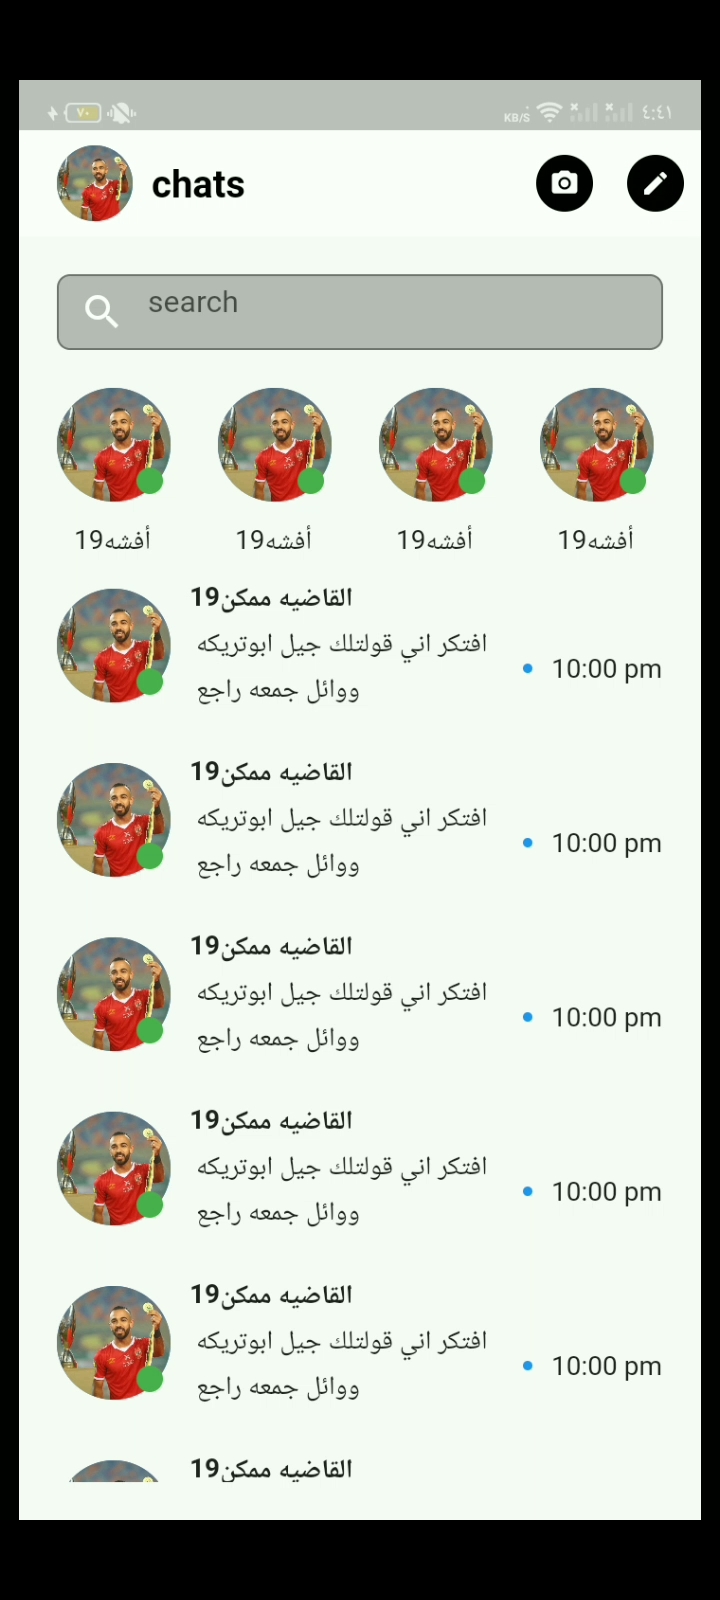 ٧٠
KB/S
٤:٤١
chats
search
أفشه19
أفشه19
أفشه19
أفشه19
القاضيه ممكن19
افتكر اني قولتلك جيل ابوتريكه
ووائل جمعه راجع
10:00 pm
القاضيه ممكن19
افتكر اني قولتلك جيل ابوتريكه
ووائل جمعه راجع
10:00 pm
القاضيه ممكن19
افتكر اني قولتلك جيل ابوتريكه
ووائل جمعه راجع
10:00 pm
القاضيه ممكن19
افتكر اني قولتلك جيل ابوتريكه
ووائل جمعه راجع
10:00 pm
القاضيه ممكن19
افتكر اني قولتلك جيل ابوتريكه
ووائل جمعه راجع
10:00 pm
القاضيه ممكن19